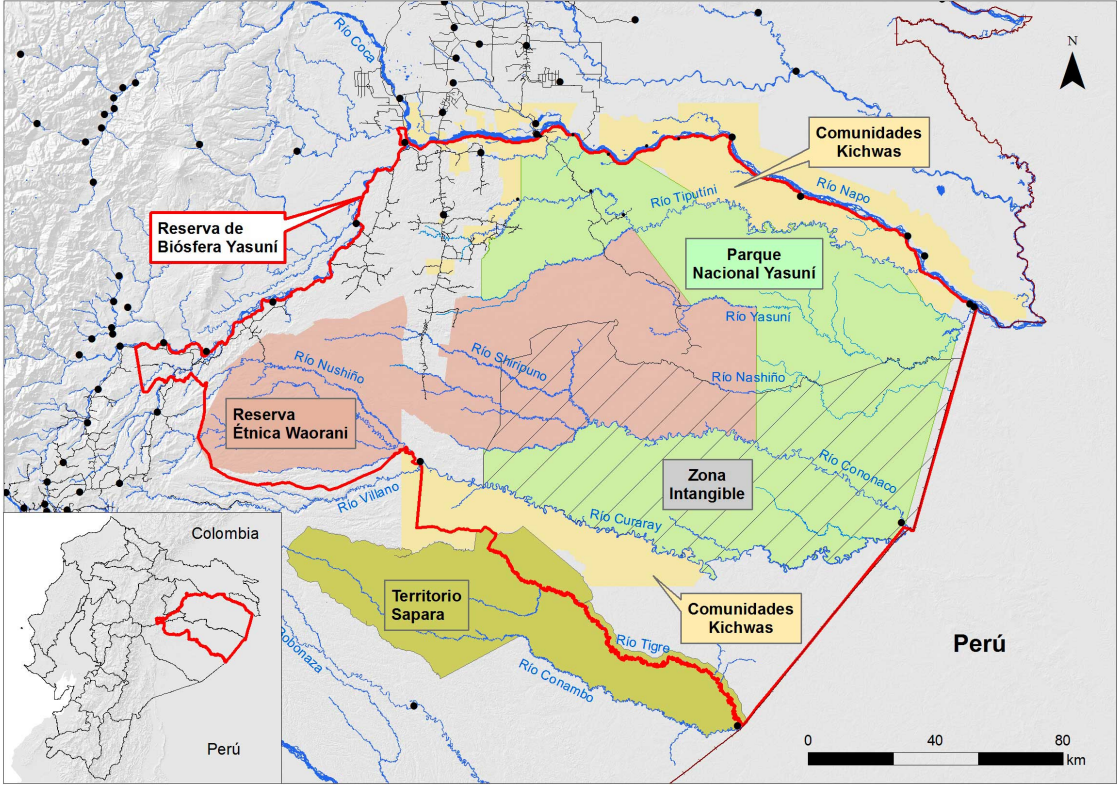 Río Coca
N
Comunidades
Kichwas
Río Napo
Río Tiputini
Reserva de
Biósfera Yasuní
Parque
Nacional Yasuní
Río Yasuní
Río Shiripuno
Río Nushiño
Río Nashiño
Reserva
Étnica Waorani
Río Cononaco
Zona
Intangible
Río Villano
Río Curaray
Colombia
Territorio
Sapara
Comunidades
Kichwas
Río Tigre
Perú
Bobonaza
Río Conambo
Perú
0 40 80
km